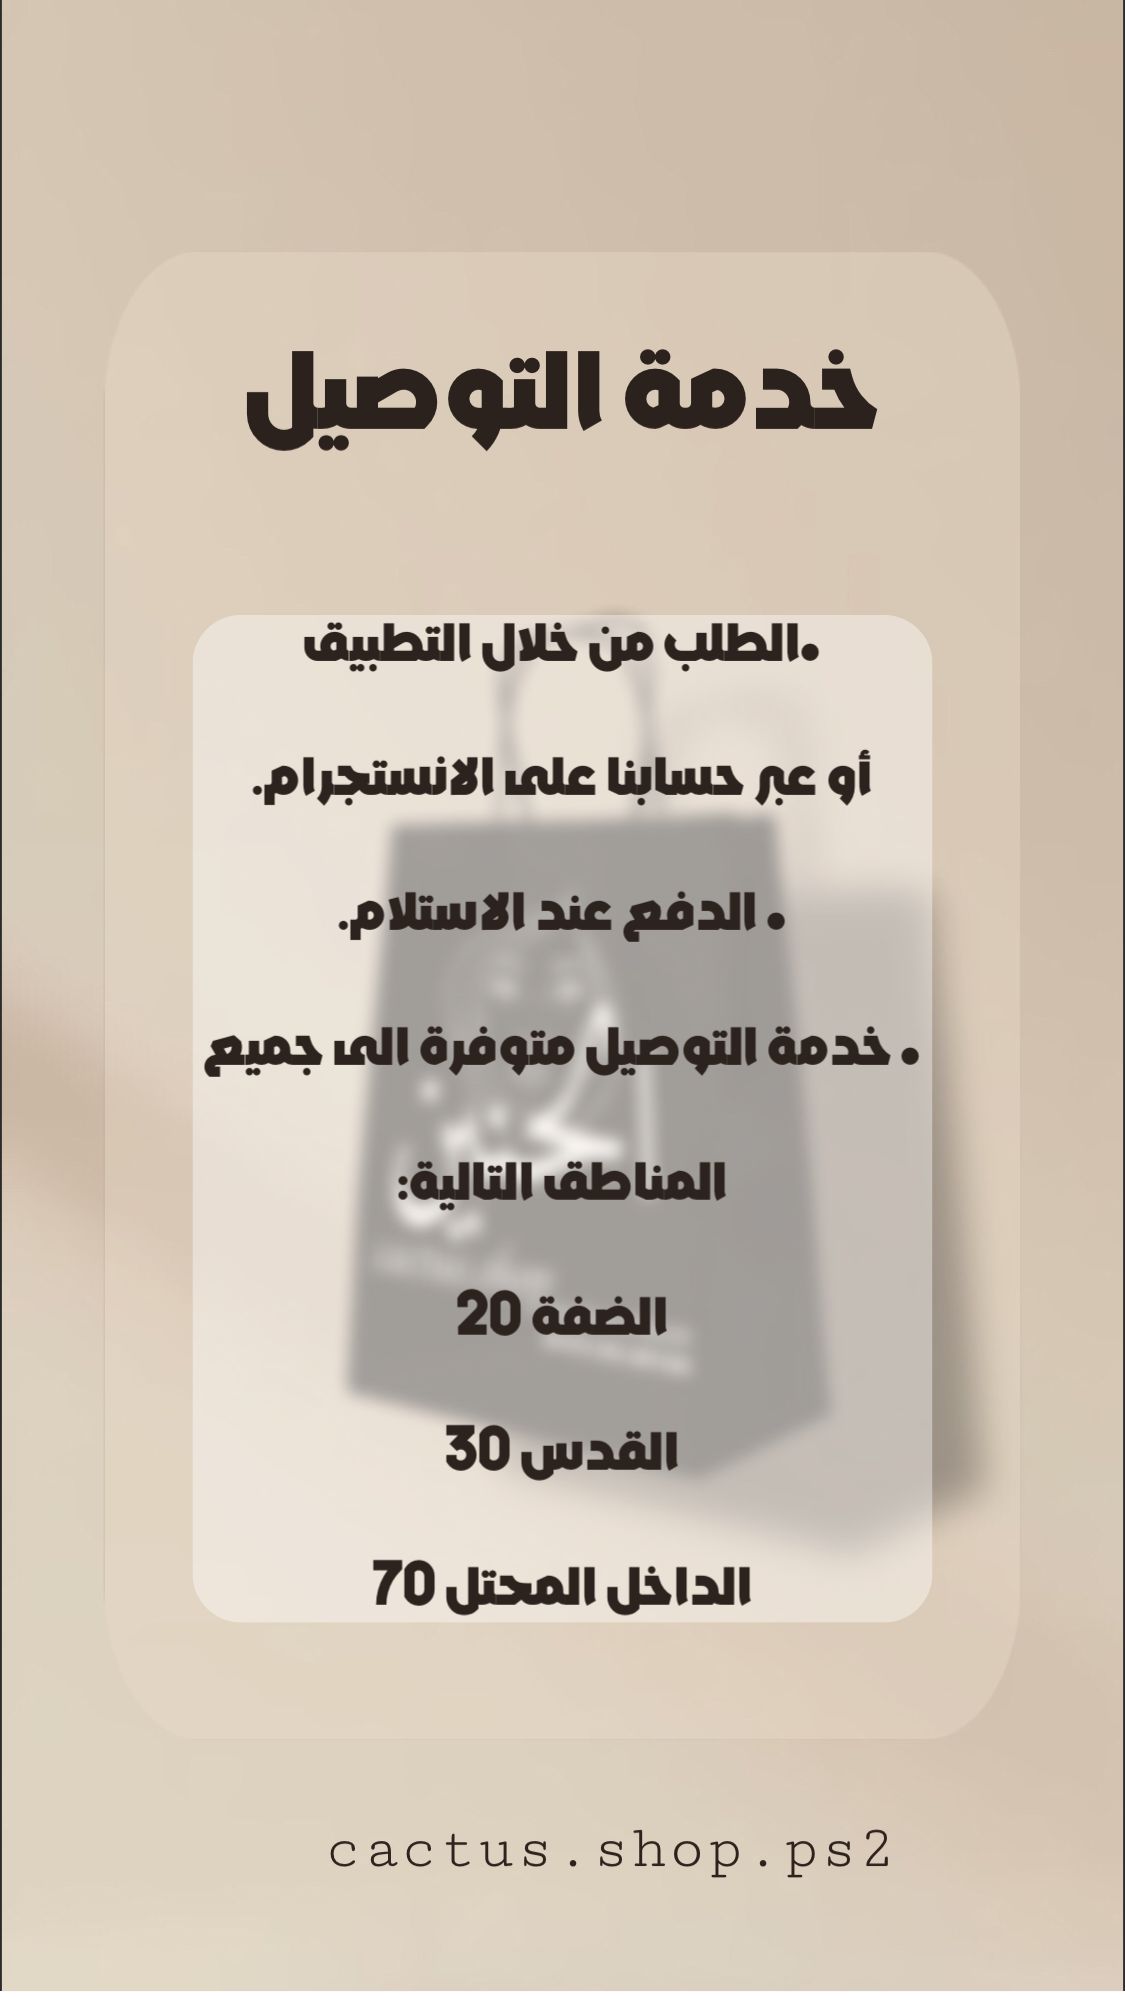 خدمة التوصيل
•الطلب من خلال التطبيق
أو عبر حسابنا على الانستجرام.
• الدفع عند الاستلام.
• خدمة التوصيل متوفرة الى جميع
المناطق التالية:
الضفة 20
القدس 30
الداخل المحتل 70
cactus.shop.ps2